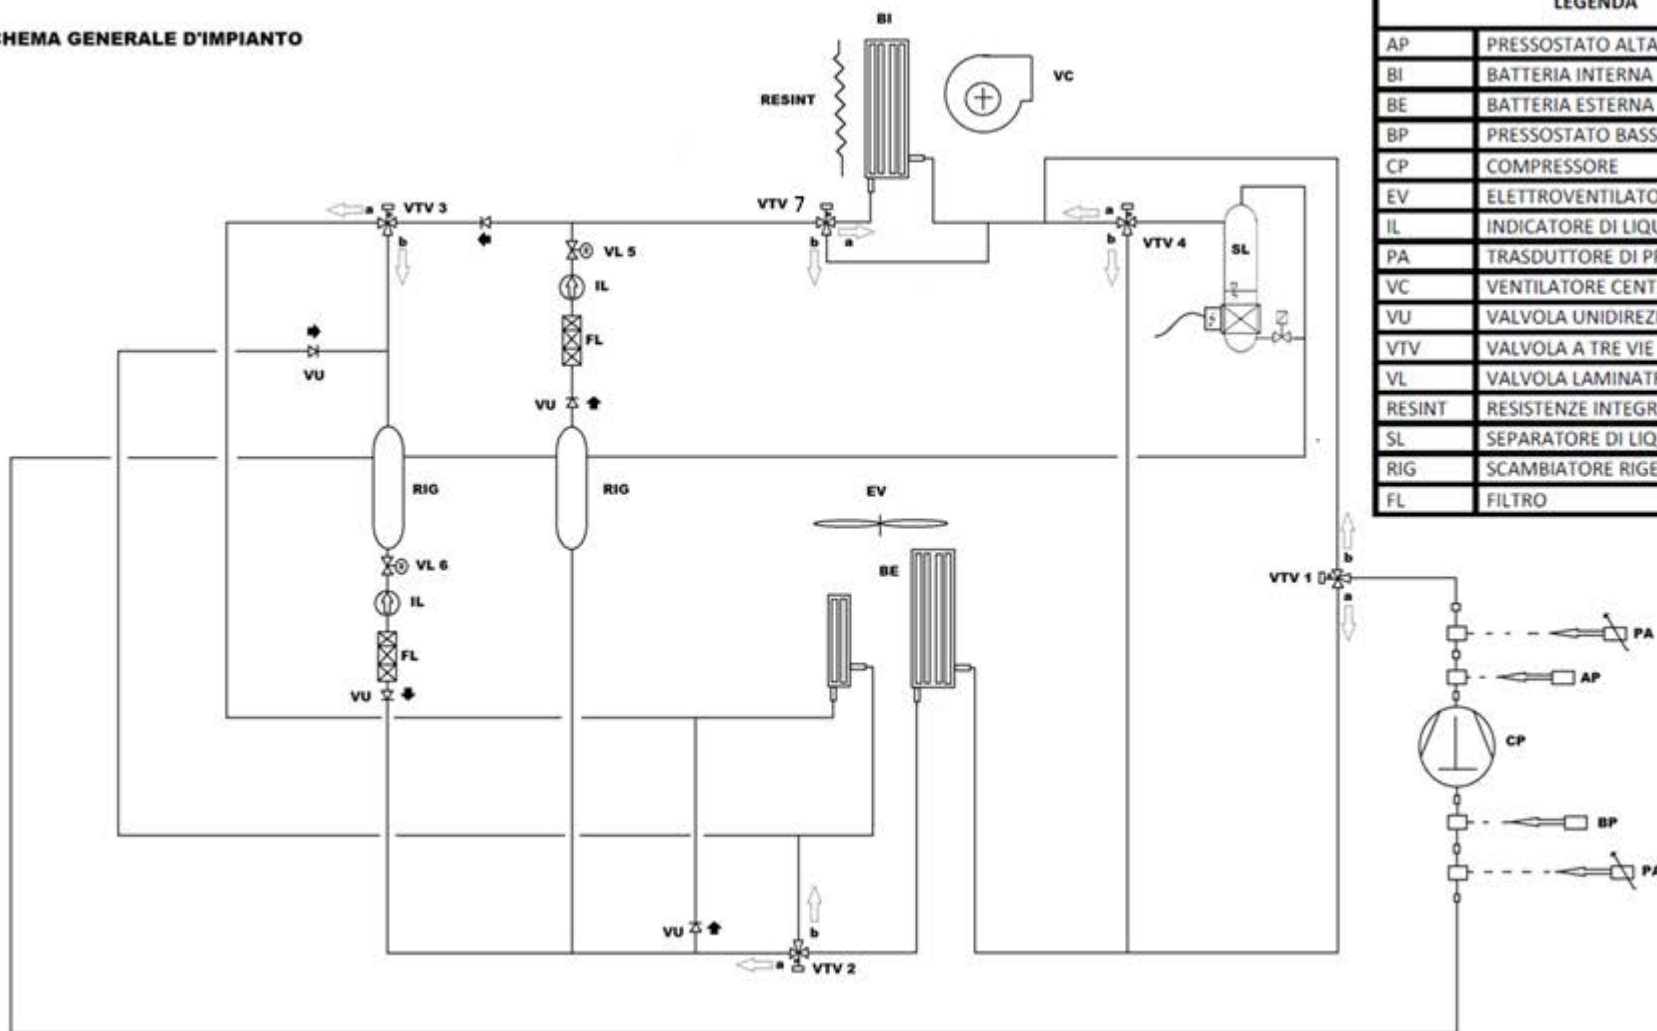 CHEMA GENERALE D'IMPIANTO
LEGENDA
AP PRESSOSTATO ALTA
BI BATTERIA INTERNA
BE BATTERIA ESTERNA
BP PRESSOSTATO BASS
CP COMPRESSORE
EV ELETTROVENTILATO
IL INDICATORE DI LIQU
PA TRASDUTTORE DI P
VC VENTILATORE CENT
VU VALVOLA UNIDIREZI
VTV VALVOLA A TRE VIE
VL VALVOLA LAMINAT
RESINT RESISTENZE INTEGR
SL SEPARATORE DI LIQ
RIG SCAMBIATORE RIGE
FL FILTRO
BI
VC
RESINT
a VTV 3
b
VTV 7
b a
a
b VTV 4
SL
VL 5
IL
FL
VU
VU
RIG
RIG
EV
BE
VL 6
IL
FL
VU
VTV 1
b
a
PA
AP
CP
BP
PA
VU
b
a VTV 2